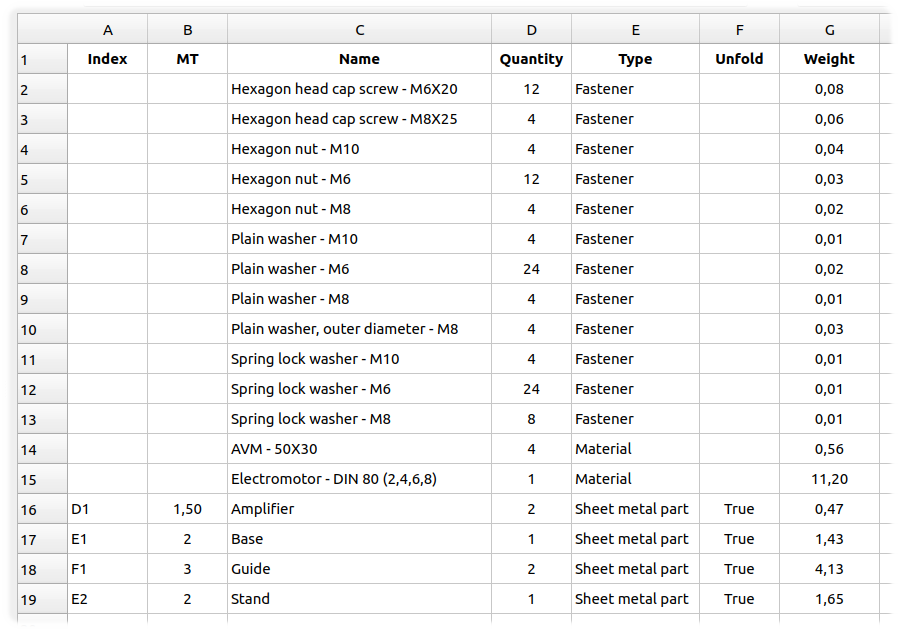 A B C D E F G
1 Index MT Name Quantity Type Unfold Weight
2 Hexagon head cap screw - M6X20 12 Fastener 0,08
3 Hexagon head cap screw - M8X25 4 Fastener 0,06
4 Hexagon nut - M10 4 Fastener 0,04
5 Hexagon nut - M6 12 Fastener 0,03
6 Hexagon nut - M8 4 Fastener 0,02
7 Plain washer - M10 4 Fastener 0,01
8 Plain washer - M6 24 Fastener 0,02
9 Plain washer - M8 4 Fastener 0,01
10 Plain washer, outer diameter - M8 4 Fastener 0,03
11 Spring lock washer - M10 4 Fastener 0,01
12 Spring lock washer - M6 24 Fastener 0,01
13 Spring lock washer - M8 8 Fastener 0,01
14 AVM - 50X30 4 Material 0,56
15 Electromotor - DIN 80 (2,4,6,8) 1 Material 11,20
16 D1 1,50 Amplifier 2 Sheet metal part True 0,47
17 E1 2 Base 1 Sheet metal part True 1,43
18 F1 3 Guide 2 Sheet metal part True 4,13
19 E2 2 Stand 1 Sheet metal part True 1,65